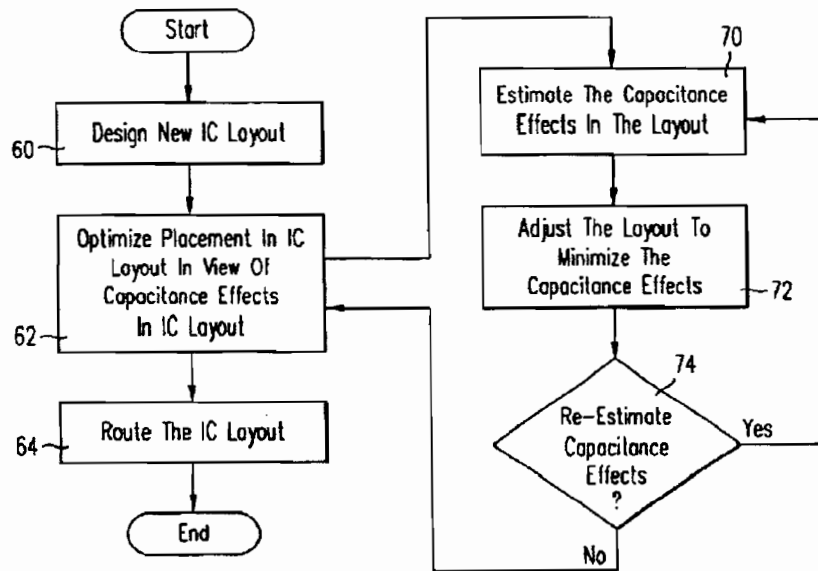 Start
60
Design New IC Layout
62
Optimize Placement In IC
Layout In View Of
Capacitance Effects
In IC Layout
64
Route The IC Layout
End
70
Estimate The Capacitance
Effects In The Layout
Adjust The Layout To
Minimize The
Capacitance Effects
72
74
Re-Estimate
Capacitance
Effects
?
Yes
No